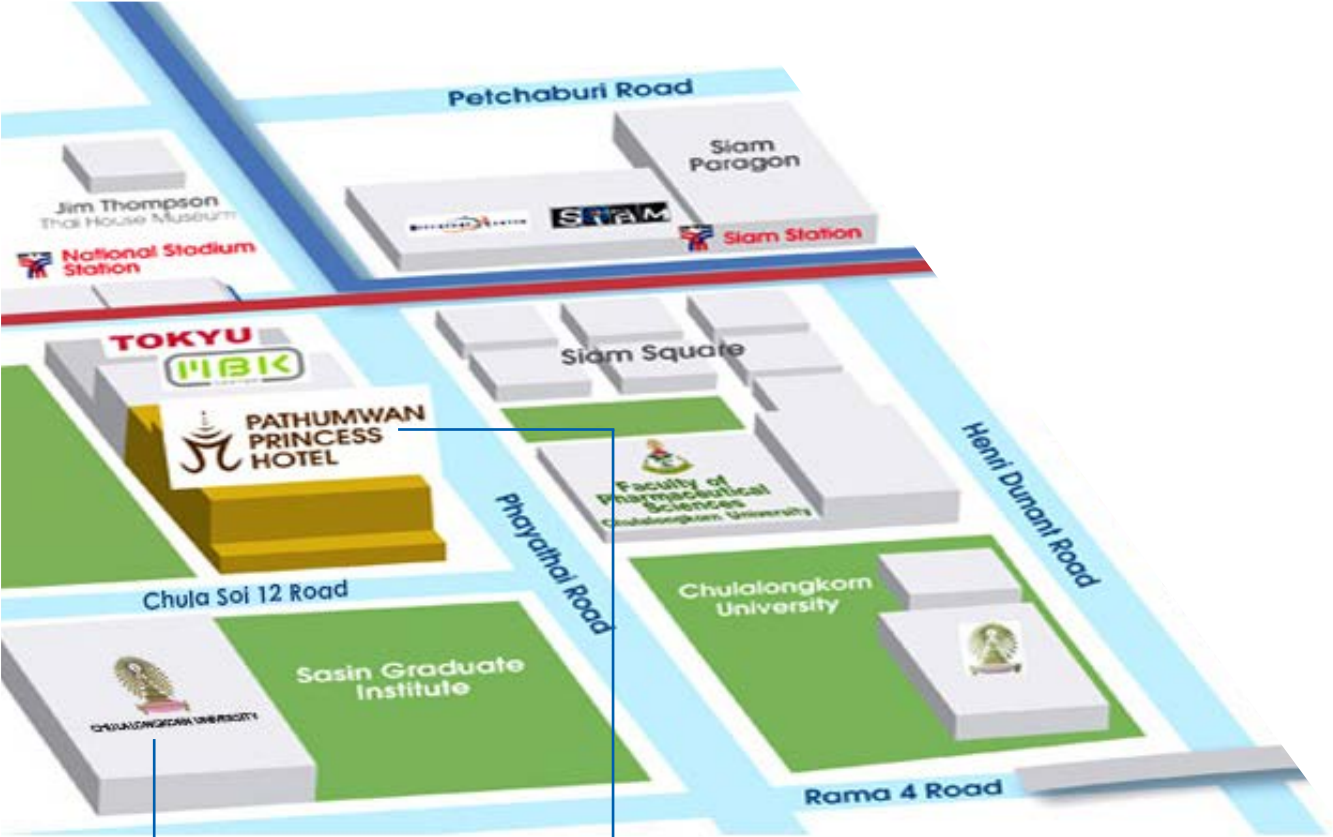 Petchaburi Road
Siam
Paragon
Jim Thompson
Thai House Museum
SIAM
Siam Station
National Stadium
Station
TOKYU
MBK
CENTER
Siam Square
PATHUMWAN
PRINCESS
HOTEL
Faculty of
Pharmaceutical
Sciences
Chulalongkorn University
Henri Dunant Road
Phayathai Road
Chula Soi 12 Road
Chulalongkorn
University
Sasin Graduate
Institute
CHULALONGKORN UNIVERSITY
Rama 4 Road